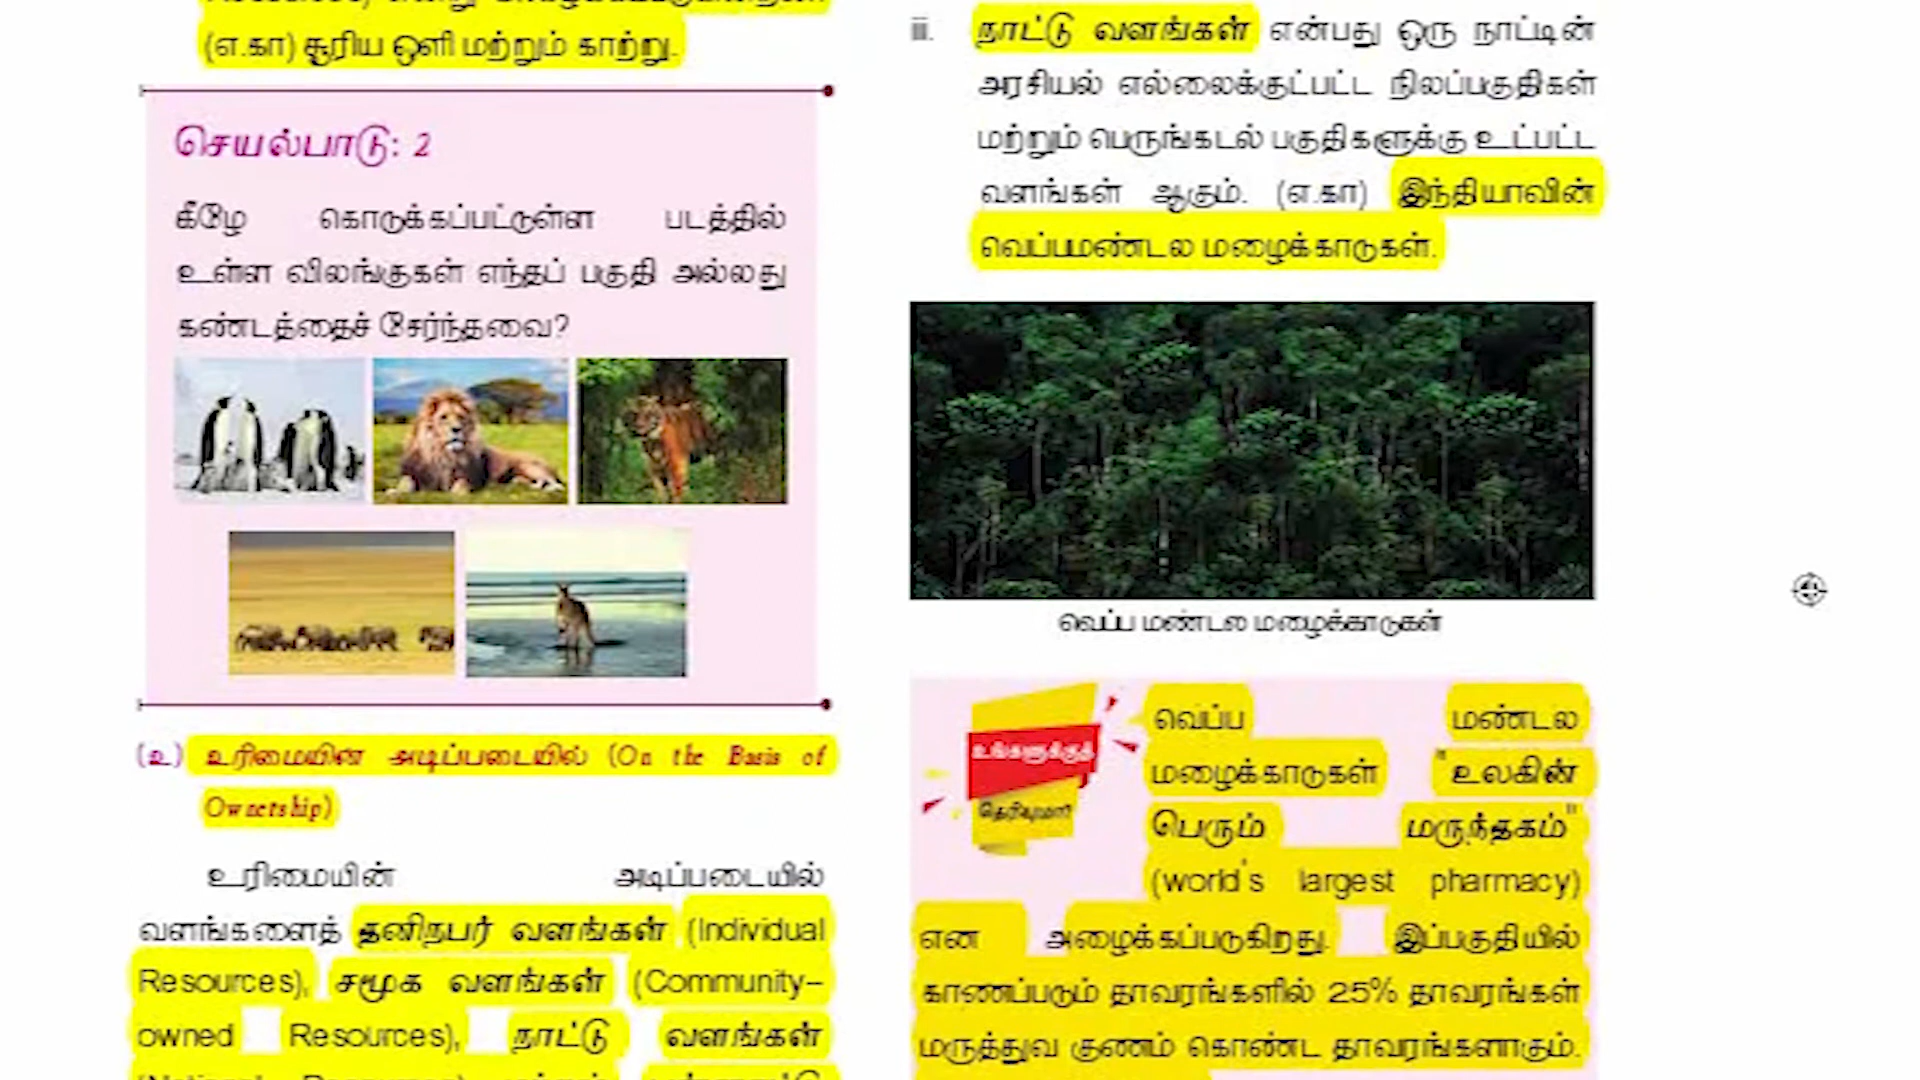 (எ.கா) சூரிய ஒளி மற்றும் காற்று.
செயல்பாடு: 2
கீழே கொடுக்கப்பட்டுள்ள படத்தில்
உள்ள விலங்குகள் எந்தப் பகுதி அல்லது
கண்டத்தைச் சேர்ந்தவை?
(உ) உரிமையின் அடிப்படையில் (On the Basis of
Ownership)
உரிமையின் அடிப்படையில்
வளங்களைத் தனிநபர் வளங்கள் (Individual
Resources), சமூக வளங்கள் (Community-
owned Resources), நாட்டு வளங்கள்
iii. நாட்டு வளங்கள் என்பது ஒரு நாட்டின்
அரசியல் எல்லைக்குட்பட்ட நிலப்பகுதிகள்
மற்றும் பெருங்கடல் பகுதிகளுக்கு உட்பட்ட
வளங்கள் ஆகும். (எ.கா) இந்தியாவின்
வெப்பமண்டல மழைக்காடுகள்.
வெப்ப மண்டல மழைக்காடுகள்
உங்களுக்குத்
தெரியுமா!
வெப்ப மண்டல
மழைக்காடுகள் "உலகின்
பெரும் மருந்தகம்"
(world's largest pharmacy)
என அழைக்கப்படுகிறது. இப்பகுதியில்
காணப்படும் தாவரங்களில் 25% தாவரங்கள்
மருத்துவ குணம் கொண்ட தாவரங்களாகும்.